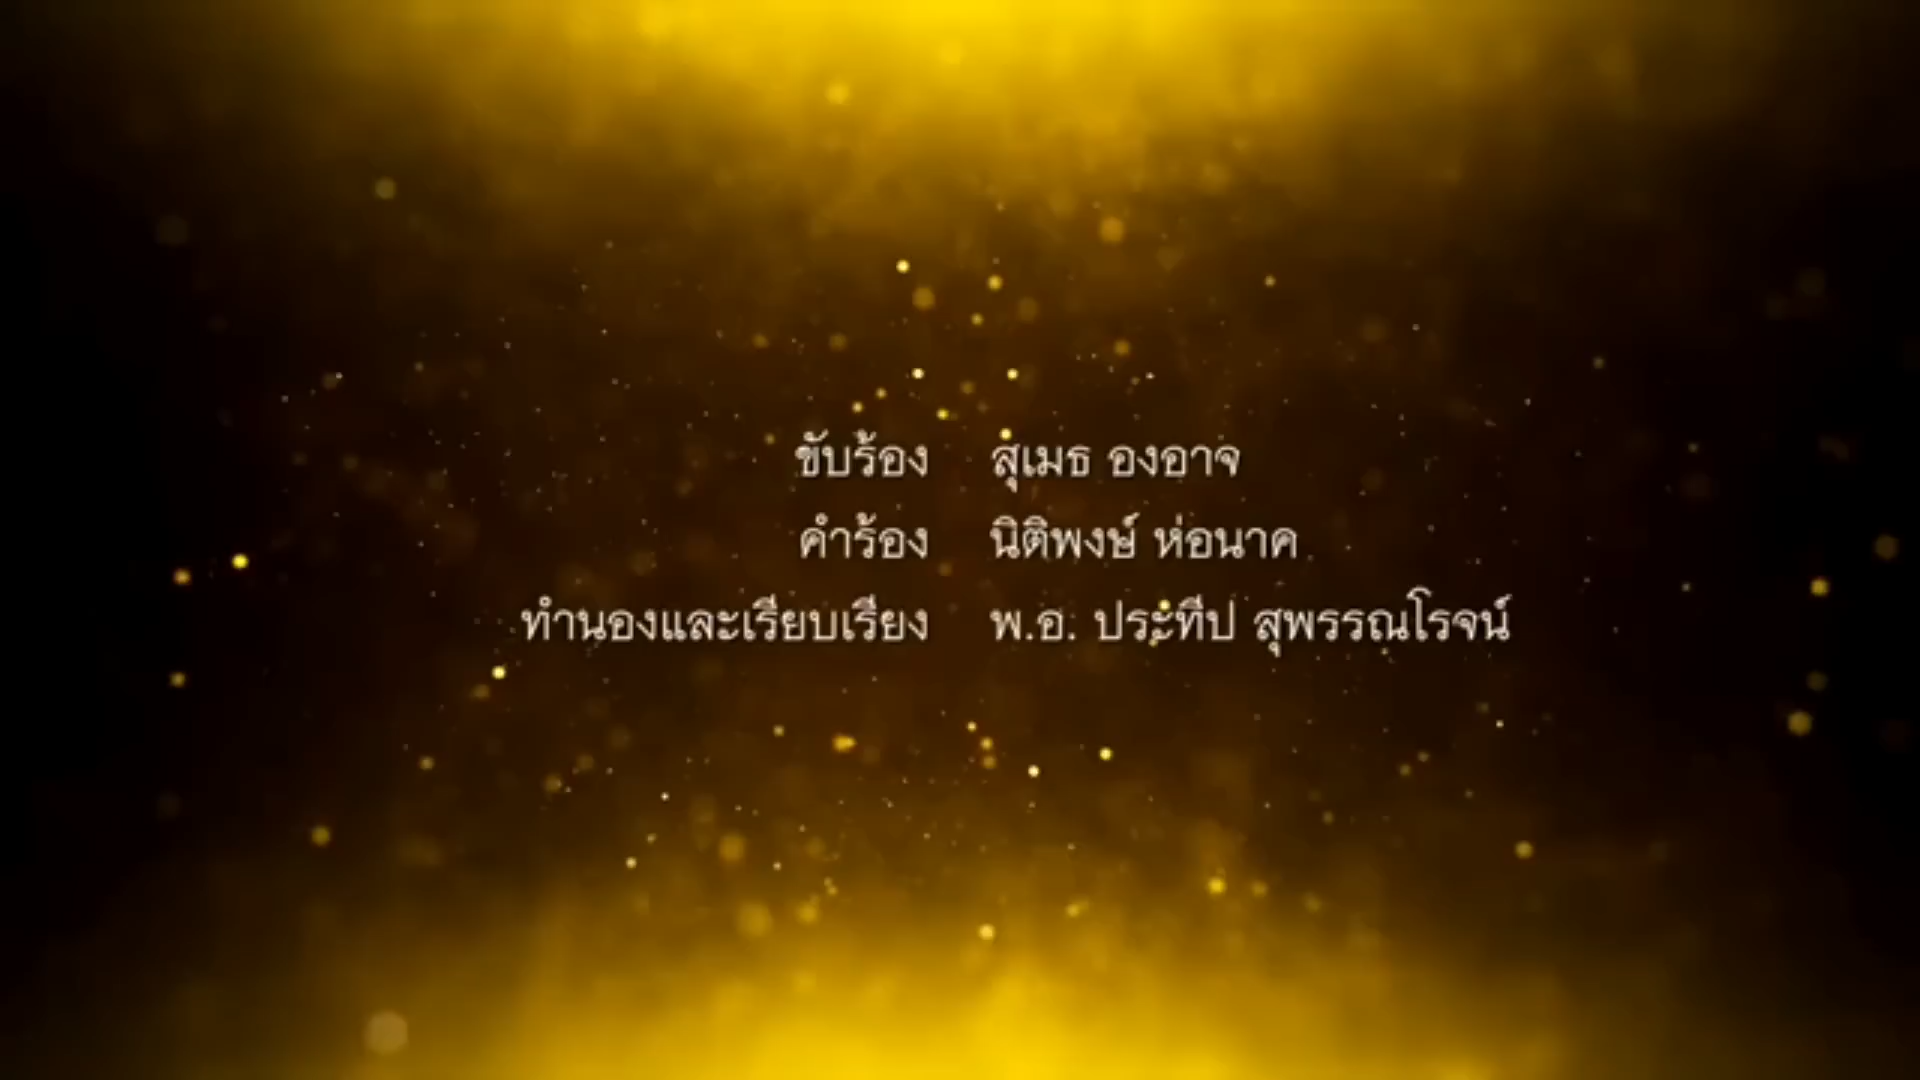 ขับร้อง สุเมธ องอาจ
คำร้อง นิติพงษ์ ห่อนาค
ทำนองและเรียบเรียง พ.อ. ประทีป สุพรรณโรจน์